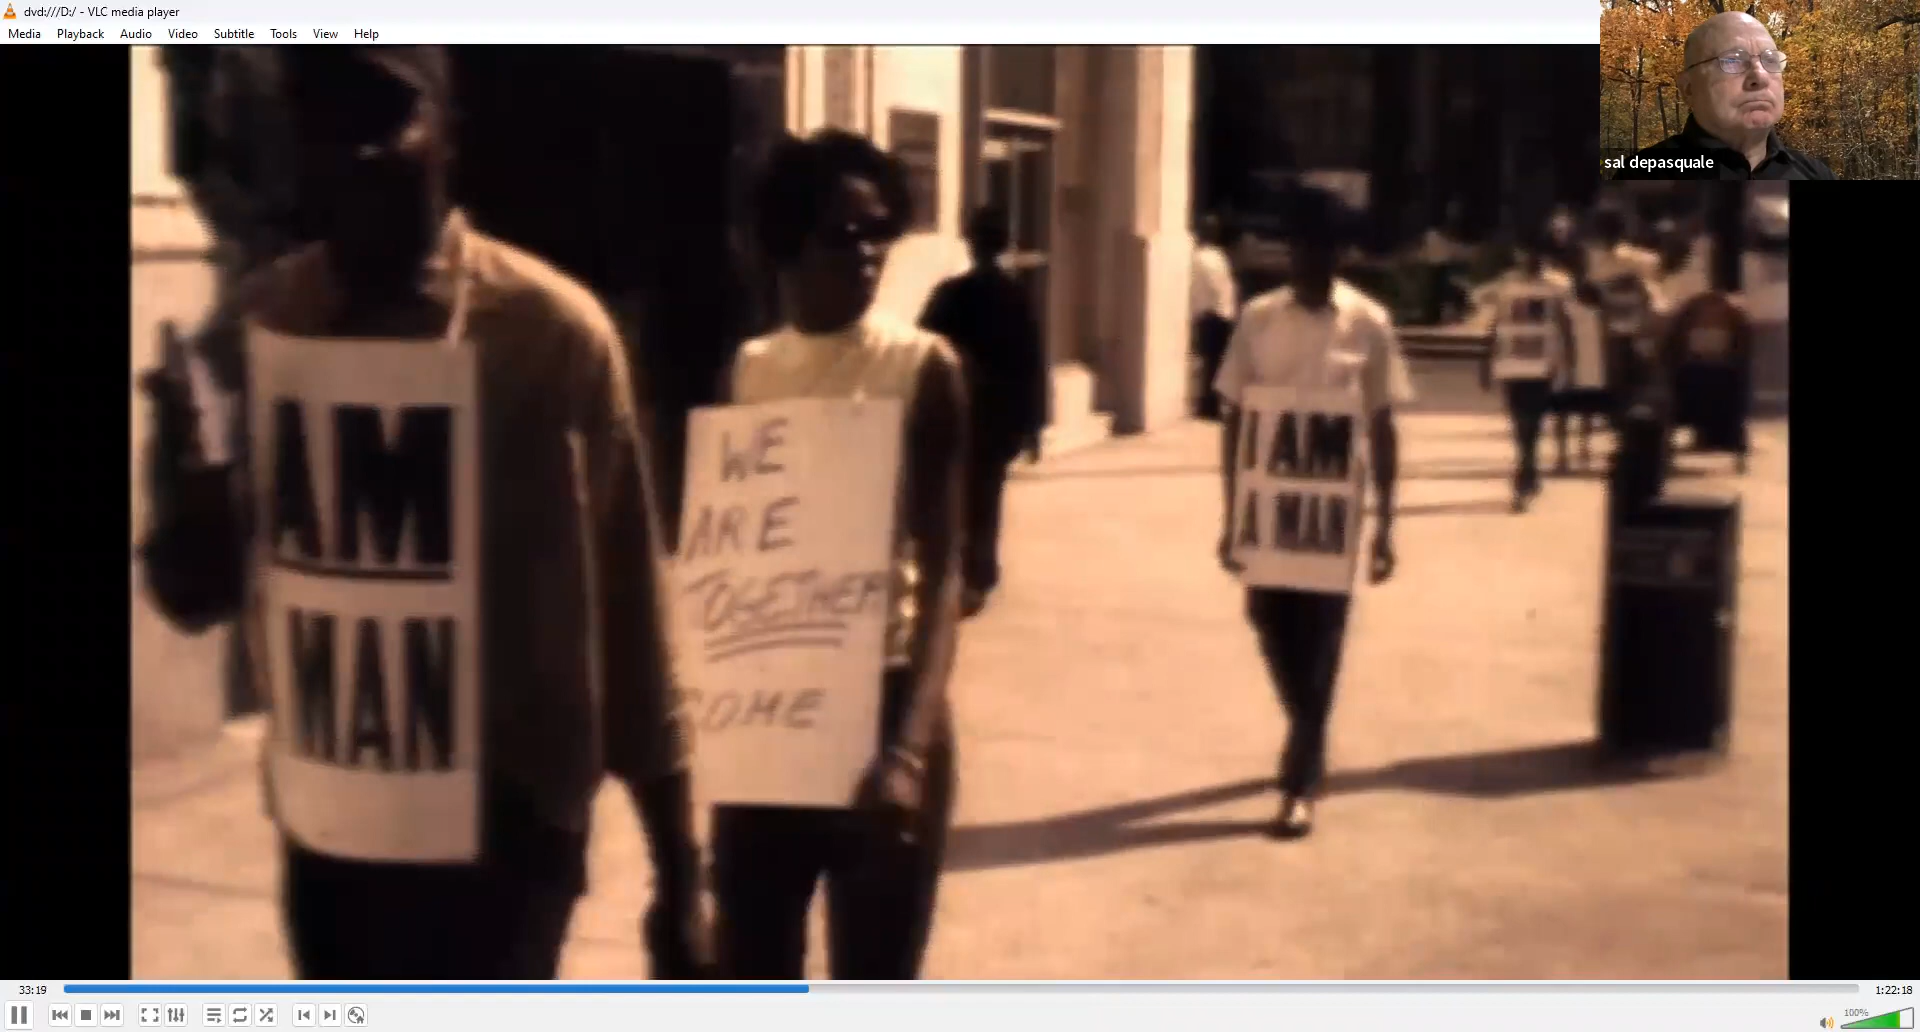 dvd:///D:/ - VLC media player
Media Playback Audio Video Subtitle Tools View Help
sal depasquale
AM
MAN
WE
ARE
TOGETHER
COME
I AM
A MAN
33:19
1:22:18
100%